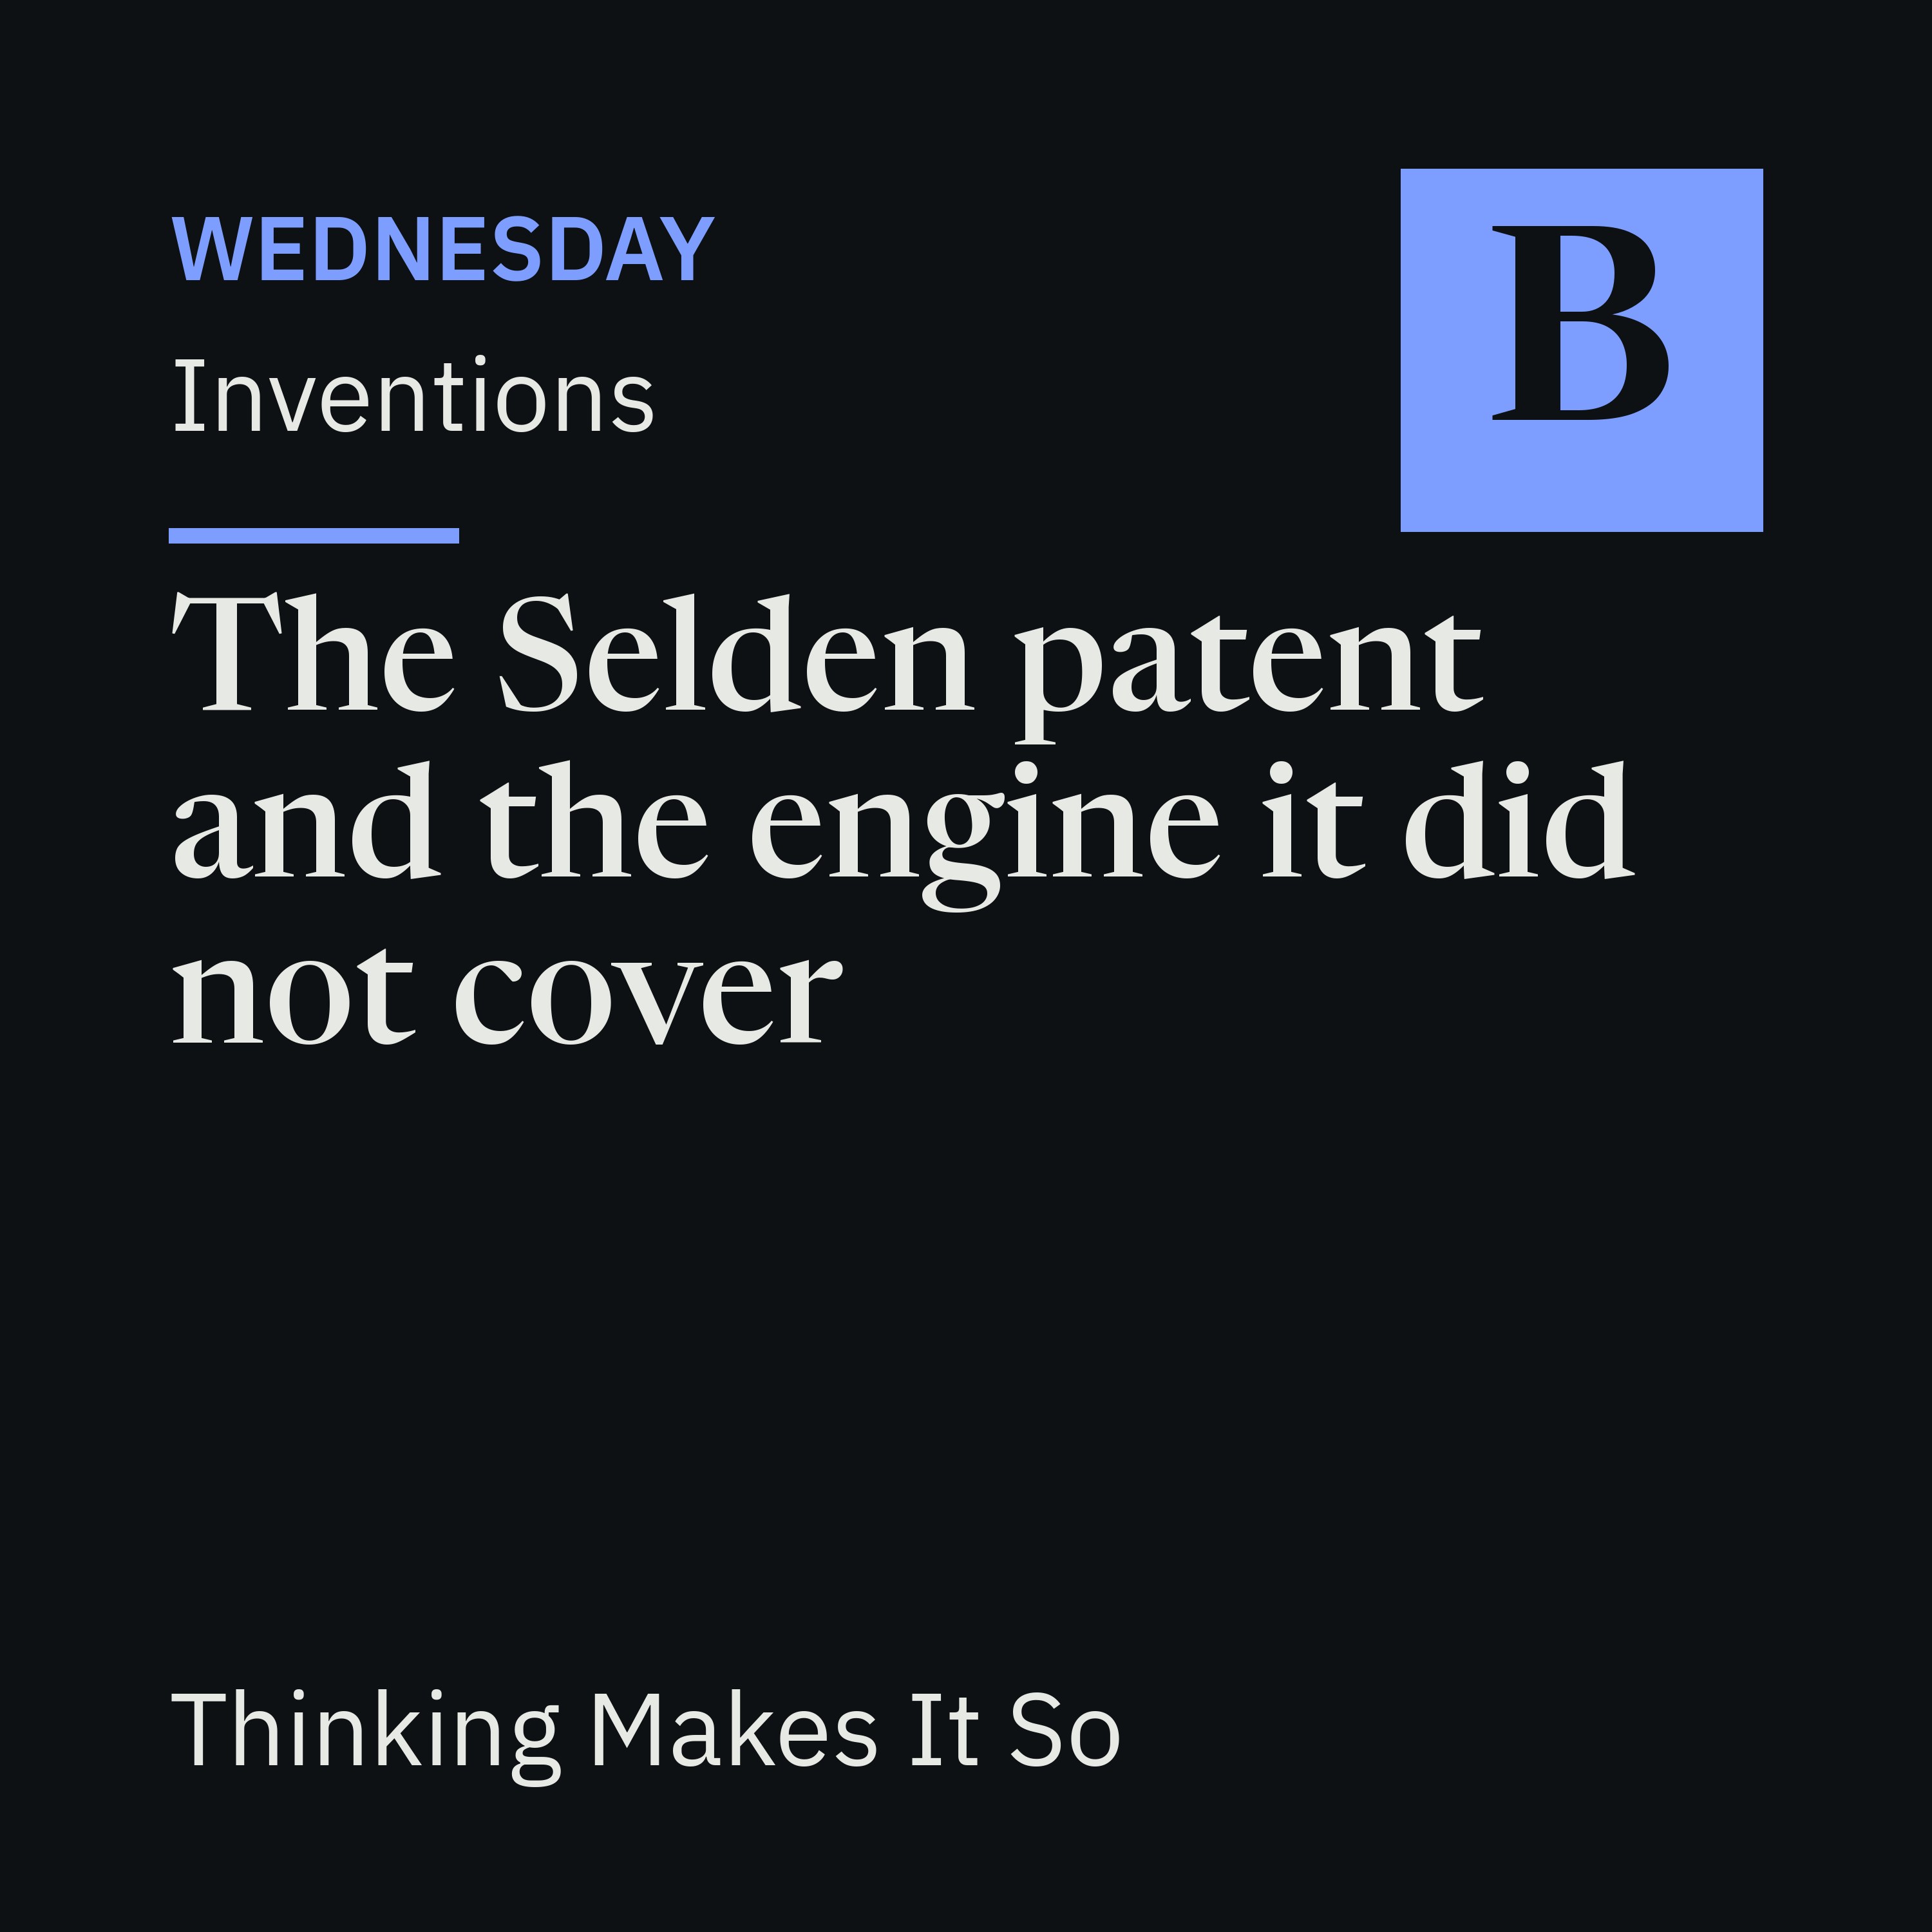 WEDNESDAY
Inventions
B
The Selden patent
and the engine it did
not cover
Thinking Makes It So